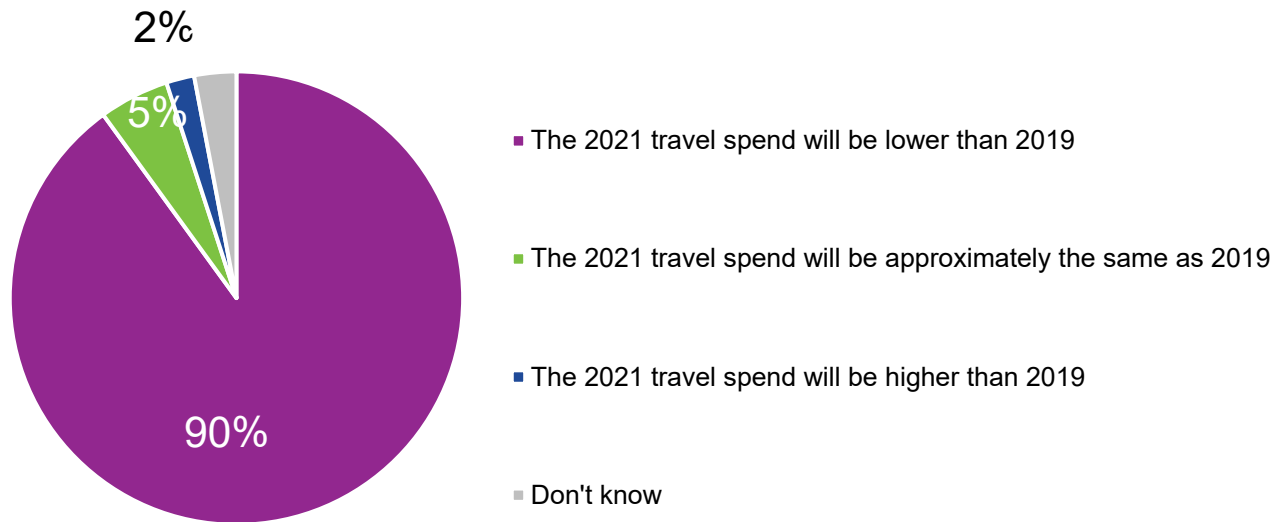 2%
5%
90%
The 2021 travel spend will be lower than 2019
The 2021 travel spend will be approximately the same as 2019
The 2021 travel spend will be higher than 2019
Don't know